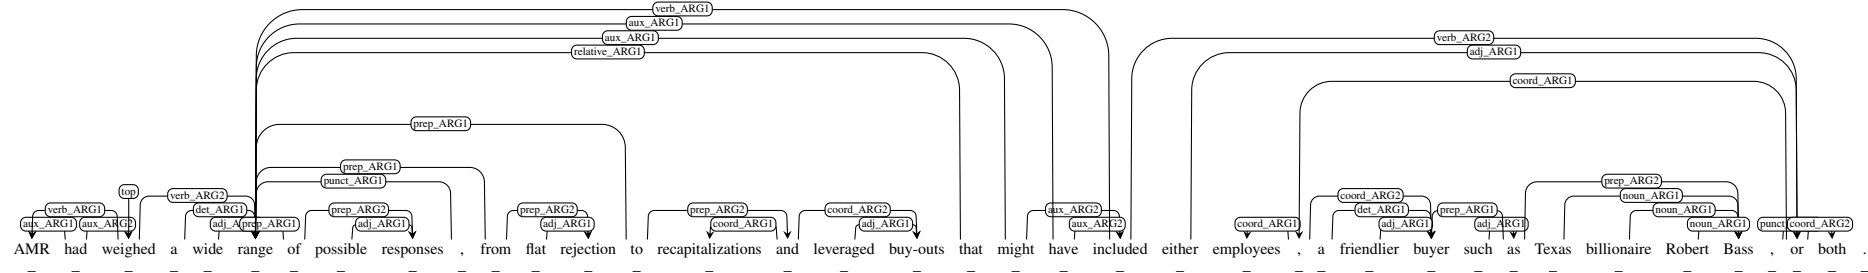 verb_ARG1
aux_ARG1
aux_ARG1 verb_ARG2
relative_ARG1 adj_ARG1
coord_ARG1
prep_ARG1
prep_ARG1
punct_ARG1 prep_ARG2
top verb_ARG2 coord_ARG2 noun_ARG1
verb_ARG1 det_ARG1 prep_ARG2 prep_ARG2 prep_ARG2 coord_ARG2 aux_ARG2 det_ARG1 prep_ARG1 noun_ARG1
aux_ARG1 aux_ARG2 prep_ARG1 adj_ARG1 adj_ARG1 coord_ARG1 adj_ARG1 aux_ARG2 coord_ARG1 adj_ARG1 adj_ARG1 noun_ARG1 coord_ARG2
AMR had weighed a wide range of possible responses , from flat rejection to recapitalizations and leveraged buy-outs that might have included either employees , a friendlier buyer such as Texas billionaire Robert Bass , or both